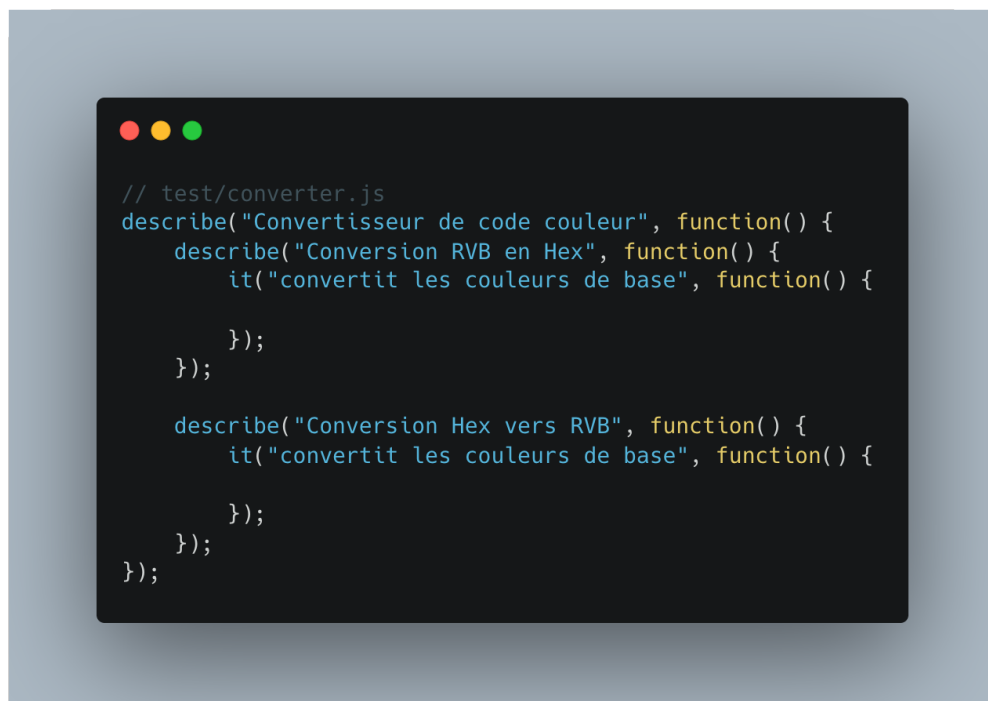 // test/converter.js
describe("Convertisseur de code couleur", function() {
    describe("Conversion RVB en Hex", function() {
        it("convertit les couleurs de base", function() {

        });
    });

    describe("Conversion Hex vers RVB", function() {
        it("convertit les couleurs de base", function() {

        });
    });
});